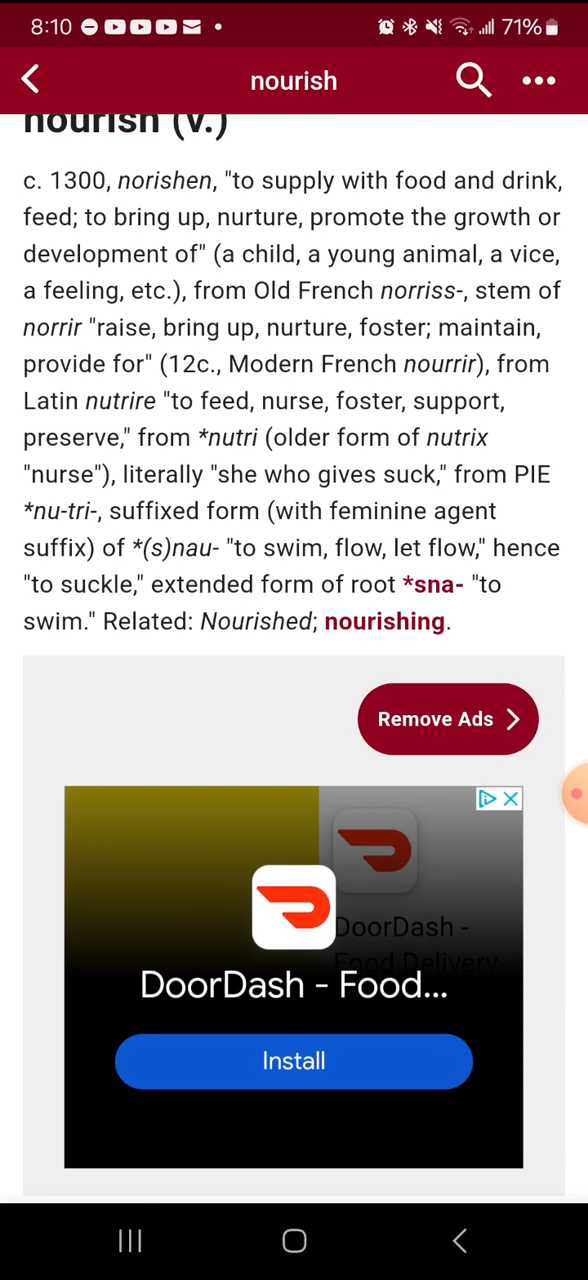 8:10
71%
nourish
nourish (v.)
c. 1300, norishen, "to supply with food and drink,
feed; to bring up, nurture, promote the growth or
development of" (a child, a young animal, a vice,
a feeling, etc.), from Old French norriss-, stem of
norrir "raise, bring up, nurture, foster; maintain,
provide for" (12c., Modern French nourrir), from
Latin nutrire "to feed, nurse, foster, support,
preserve," from *nutri (older form of nutrix
"nurse"), literally "she who gives suck," from PIE
*nu-tri-, suffixed form (with feminine agent
suffix) of *(s)nau- "to swim, flow, let flow," hence
"to suckle," extended form of root *sna- "to
swim." Related: Nourished; nourishing.
Remove Ads
DoorDash -
Food Delivery
DoorDash - Food...
Install